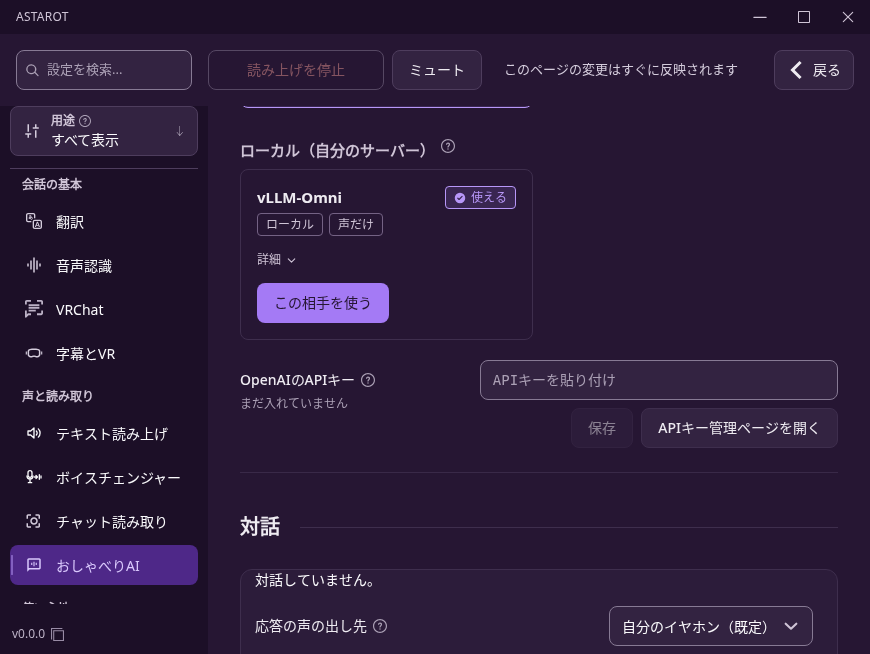 ASTAROT
設定を検索...
読み上げを停止
ミュート
このページの変更はすぐに反映されます
戻る
用途
すべて表示
会話の基本
翻訳
音声認識
VRChat
字幕とVR
声と読み取り
テキスト読み上げ
ボイスチェンジャー
チャット読み取り
おしゃべりAI
v0.0.0
ローカル（自分のサーバー）
vLLM-Omni
使える
ローカル
声だけ
詳細
この相手を使う
OpenAIのAPIキー
まだ入れていません
APIキーを貼り付け
保存
APIキー管理ページを開く
対話
対話していません。
応答の声の出し先
自分のイヤホン（既定）